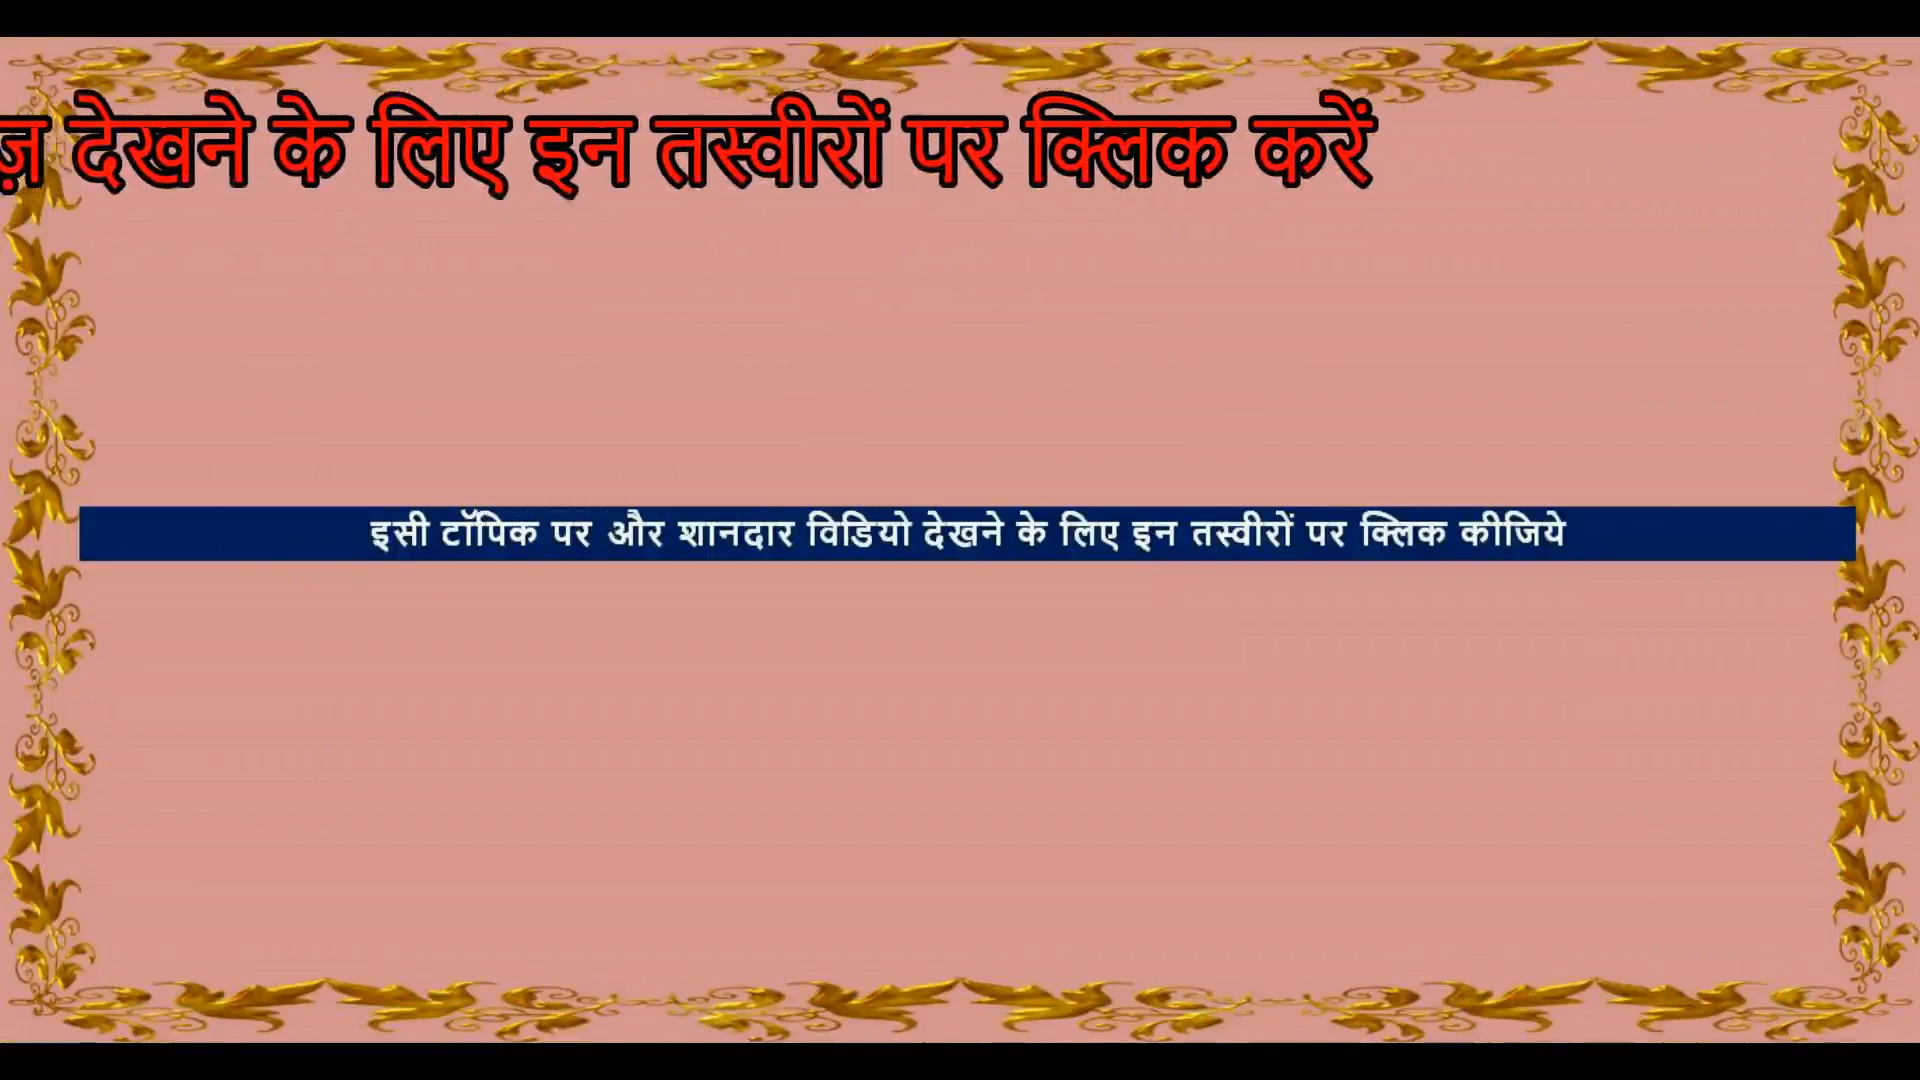 देखने के लिए इन तस्वीरों पर क्लिक करें
इसी टॉपिक पर और शानदार विडियो देखने के लिए इन तस्वीरों पर क्लिक कीजिये